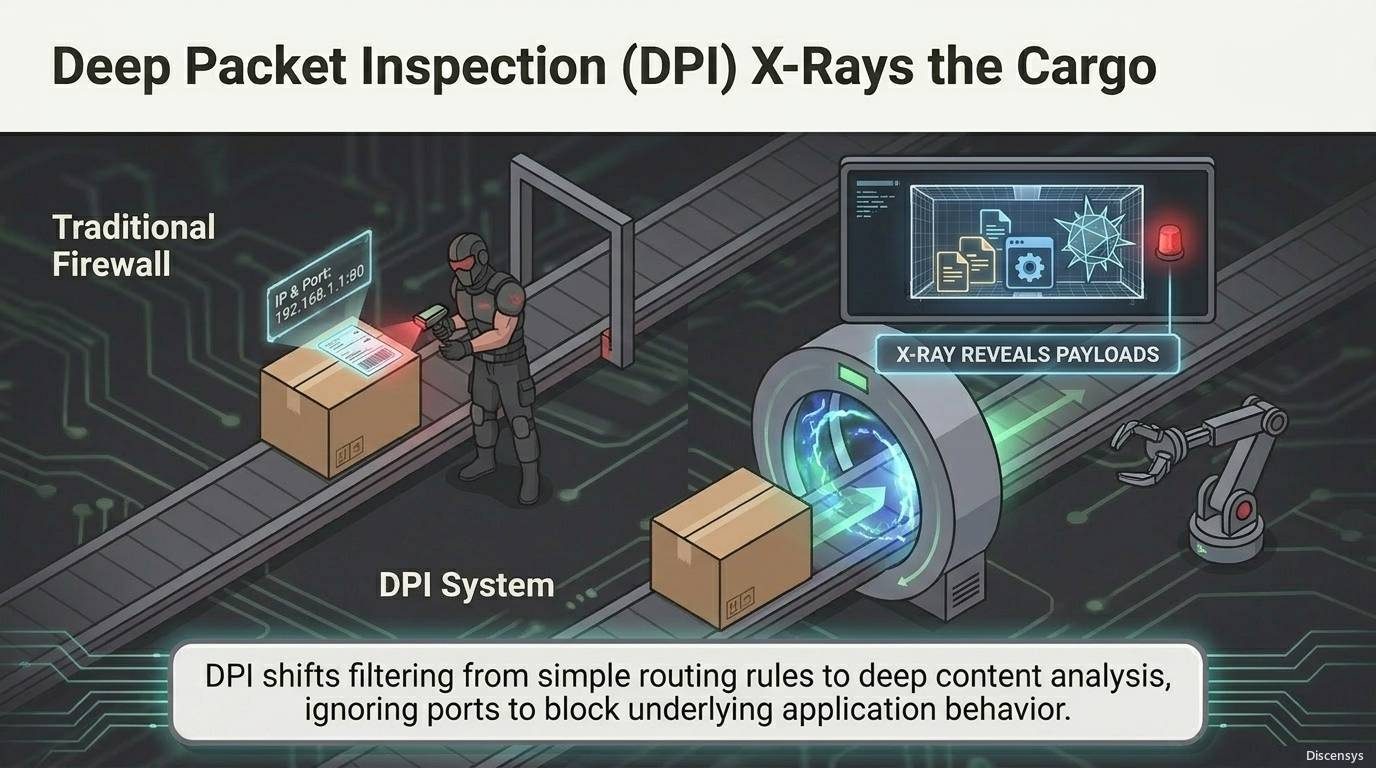 Deep Packet Inspection (DPI) X-Rays the Cargo
Traditional
Firewall
IP & Port:
192.168.1.1:80
X-RAY REVEALS PAYLOADS
DPI System
DPI shifts filtering from simple routing rules to deep content analysis,
ignoring ports to block underlying application behavior.
Discensys